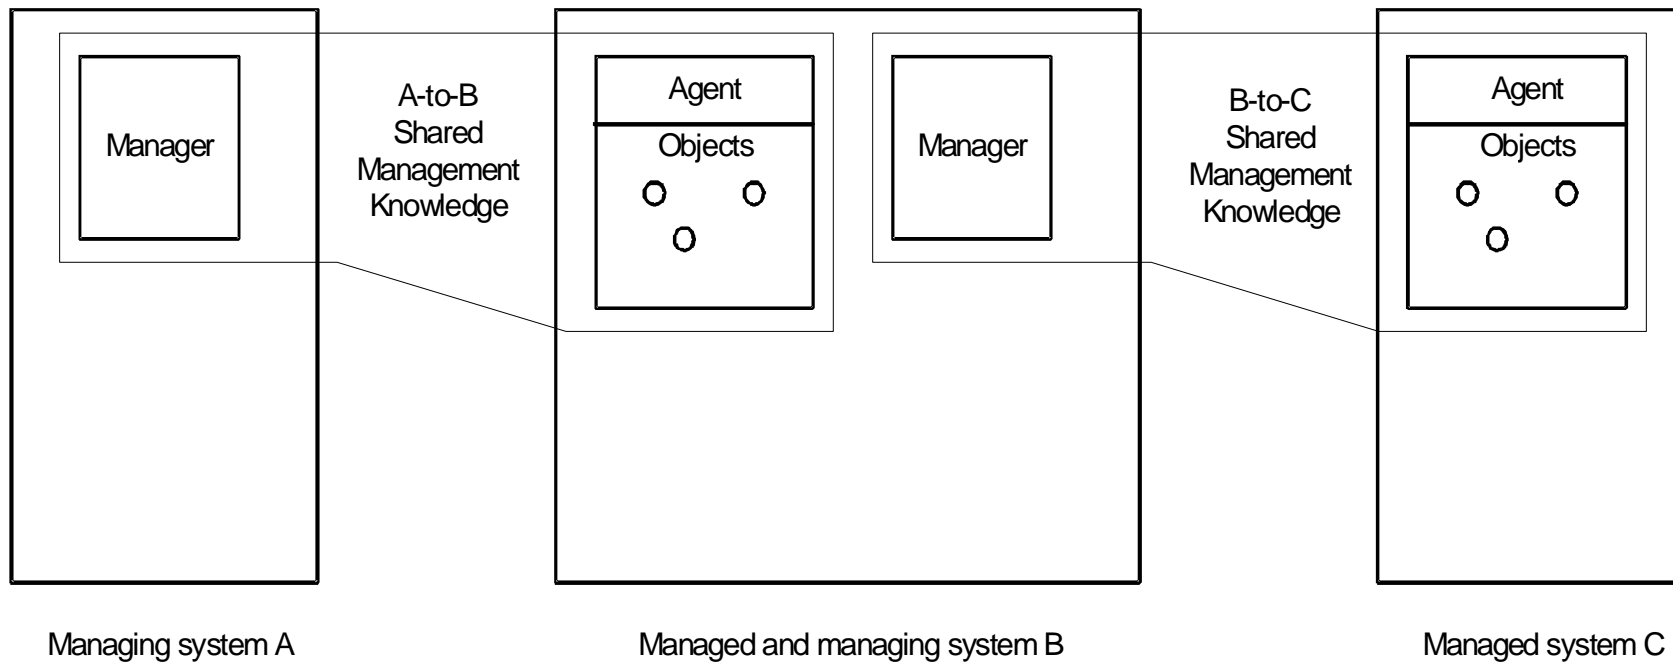 Manager
A-to-B
Shared
Management
Knowledge
Agent
Objects
Manager
B-to-C
Shared
Management
Knowledge
Agent
Objects
Managing system A
Managed and managing system B
Managed system C